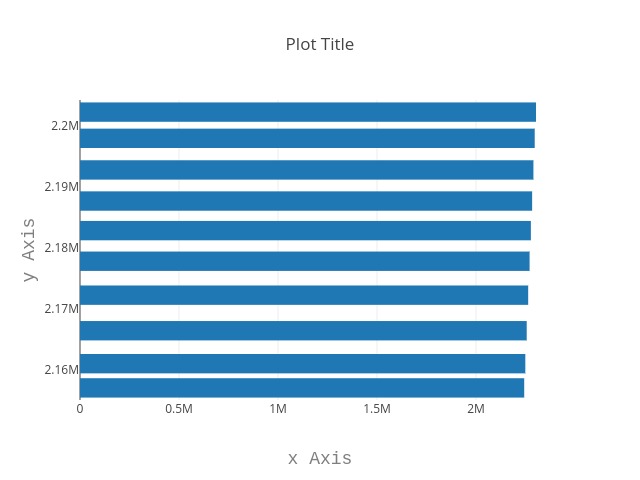 Plot Title
2.2M
2.19M
2.18M
2.17M
2.16M
y Axis
0 0.5M 1M 1.5M 2M
x Axis